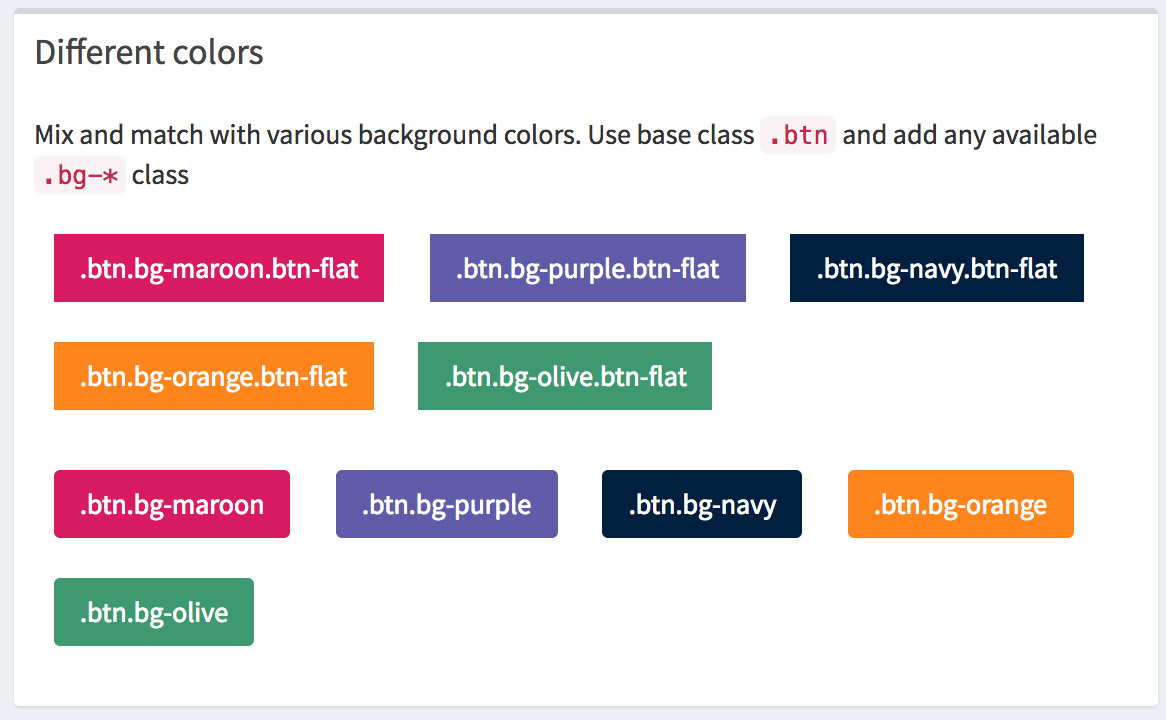 Different colors
Mix and match with various background colors. Use base class .btn and add any available
.bg-* class
.btn.bg-maroon.btn-flat .btn.bg-purple.btn-flat .btn.bg-navy.btn-flat
.btn.bg-orange.btn-flat .btn.bg-olive.btn-flat
.btn.bg-maroon .btn.bg-purple .btn.bg-navy .btn.bg-orange
.btn.bg-olive